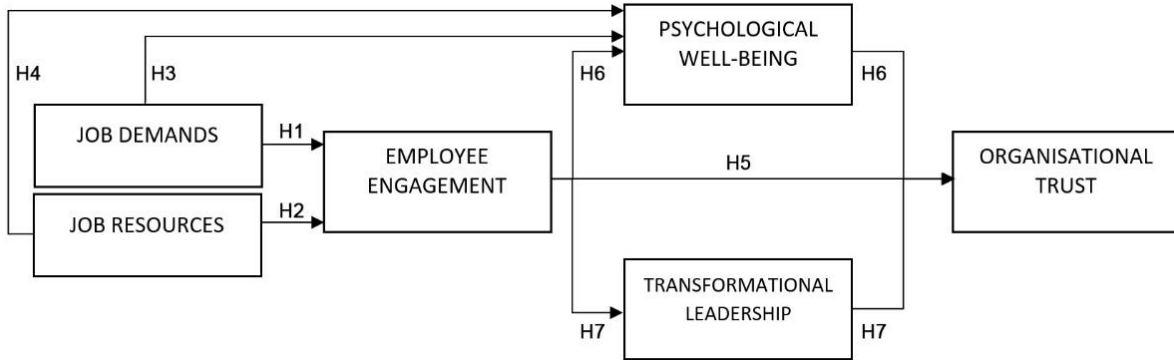 PSYCHOLOGICAL
WELL-BEING
H4
H3
H6
H6
JOB DEMANDS
H1
EMPLOYEE
ENGAGEMENT
H5
ORGANISATIONAL
TRUST
JOB RESOURCES
H2
TRANSFORMATIONAL
LEADERSHIP
H7
H7